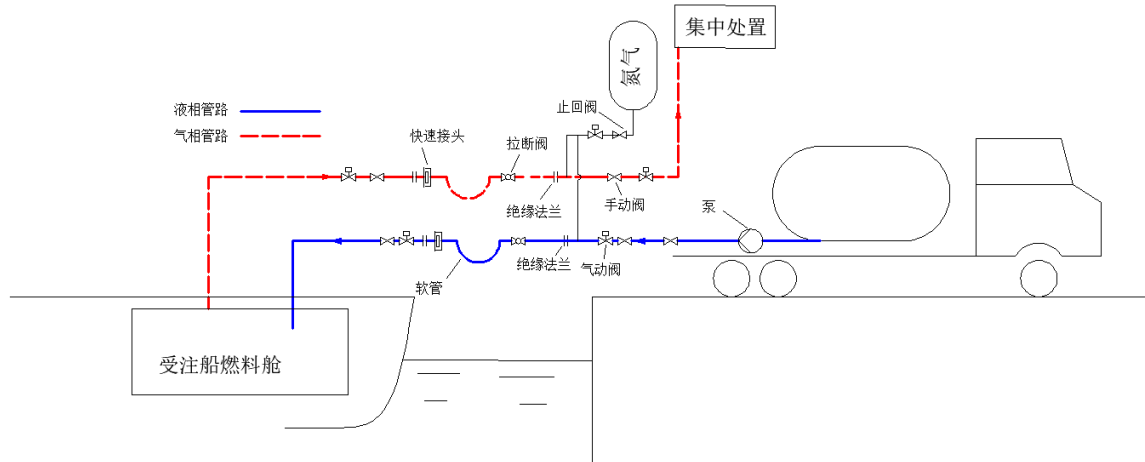 集中处置
氮气
止回阀
液相管路
气相管路
快速接头
拉断阀
绝缘法兰
手动阀
泵
绝缘法兰
气动阀
软管
受注船燃料舱